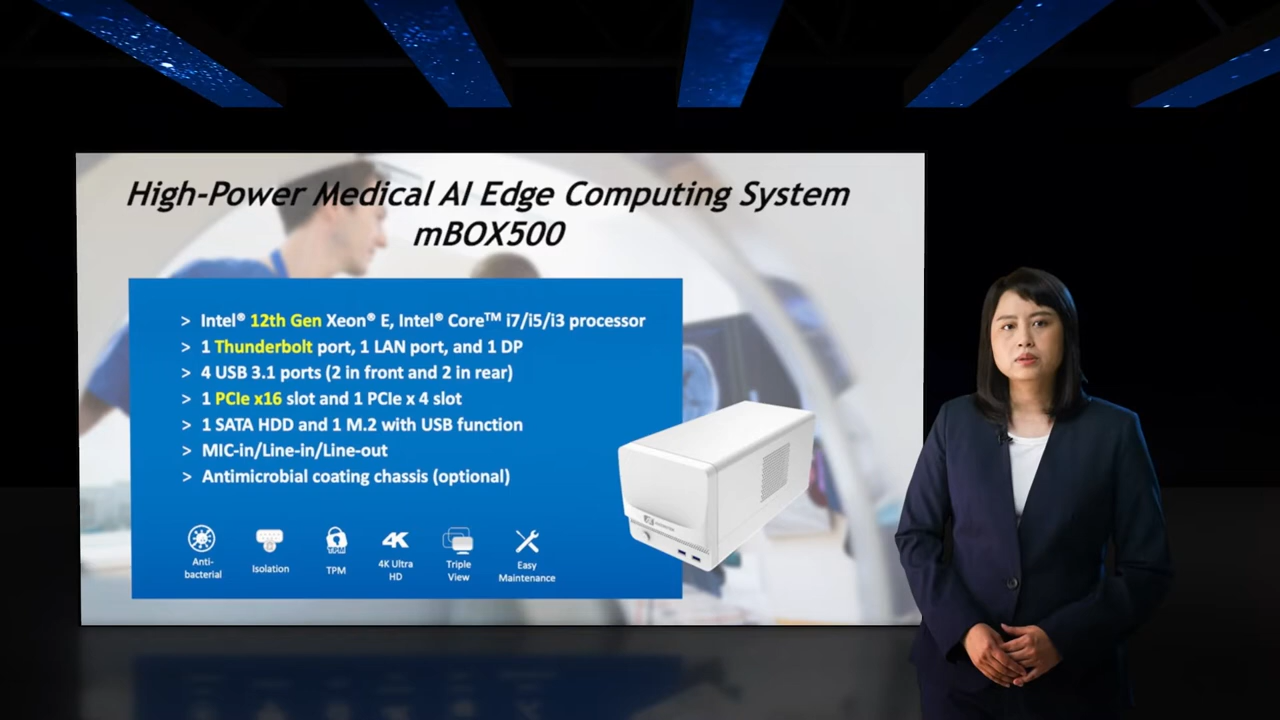 High-Power Medical AI Edge Computing System
mBOX500
> Intel® 12th Gen Xeon® E, Intel® Core™ i7/i5/i3 processor
> 1 Thunderbolt port, 1 LAN port, and 1 DP
> 4 USB 3.1 ports (2 in front and 2 in rear)
> 1 PCIe x16 slot and 1 PCIe x 4 slot
> 1 SATA HDD and 1 M.2 with USB function
> MIC-in/Line-in/Line-out
> Antimicrobial coating chassis (optional)
TPM
4K
Anti-
bacterial
Isolation
TPM
4K Ultra
HD
Triple
View
Easy
Maintenance